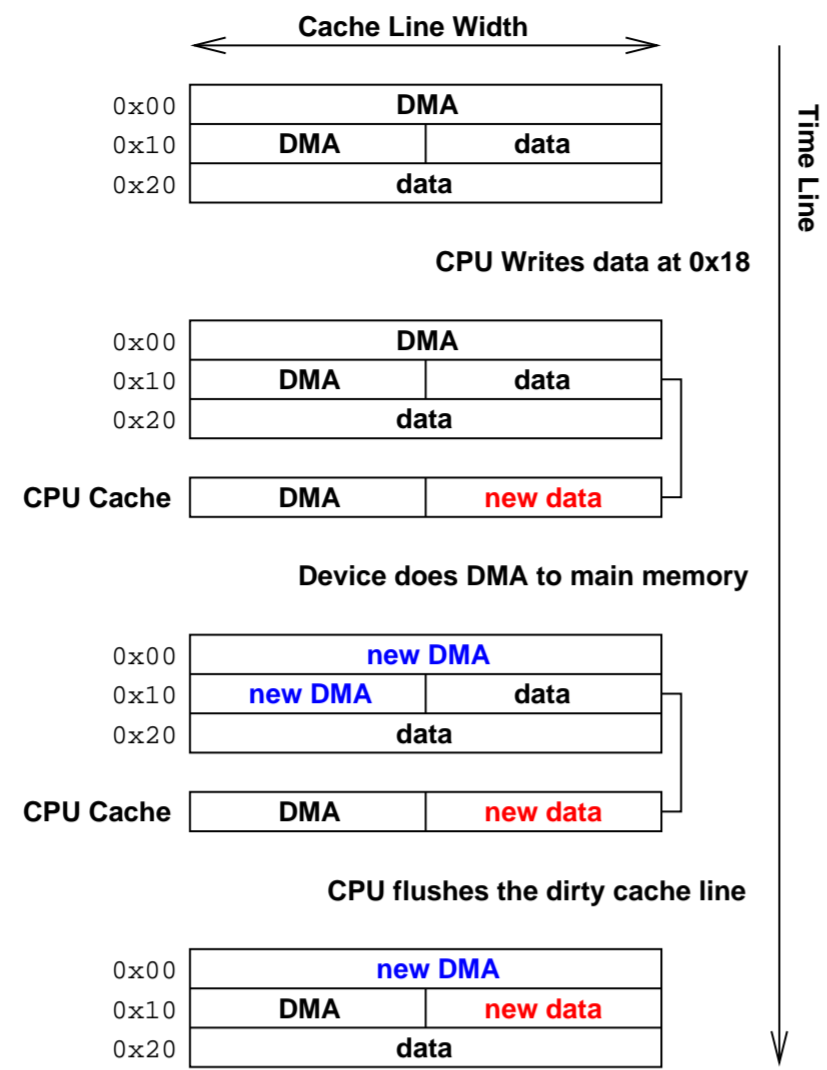 Cache Line Width
Time Line
0x00 DMA
0x10 DMA data
0x20 data
CPU Writes data at 0x18
0x00 DMA
0x10 DMA data
0x20 data
CPU Cache DMA new data
Device does DMA to main memory
0x00 new DMA
0x10 new DMA data
0x20 data
CPU Cache DMA new data
CPU flushes the dirty cache line
0x00 new DMA
0x10 DMA new data
0x20 data